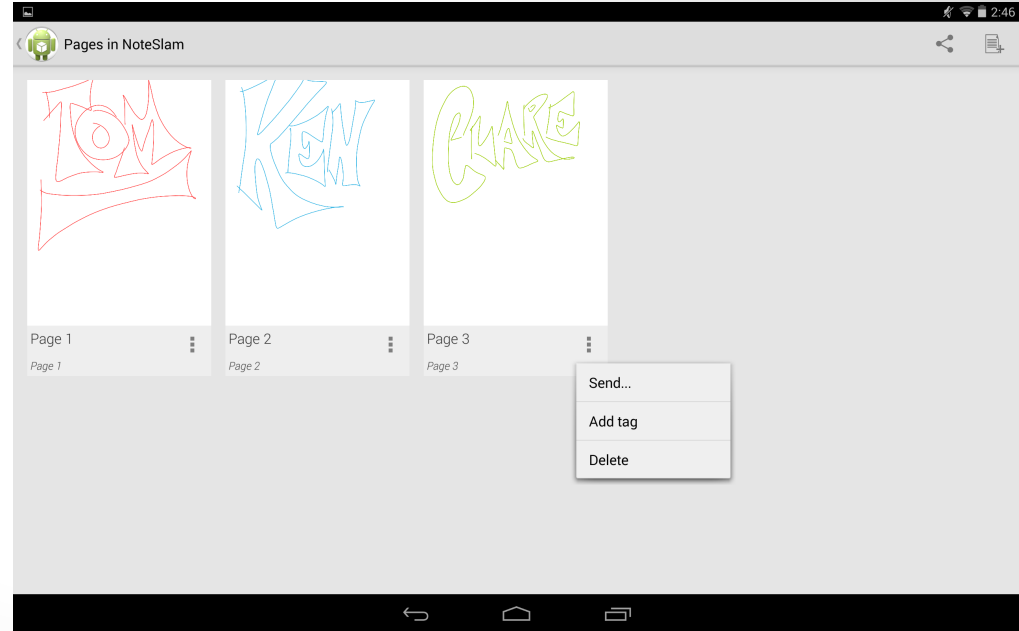 2:46
Pages in NoteSlam
TOM
KEN
CLARE
Page 1
Page 1
Page 2
Page 2
Page 3
Page 3
Send...
Add tag
Delete